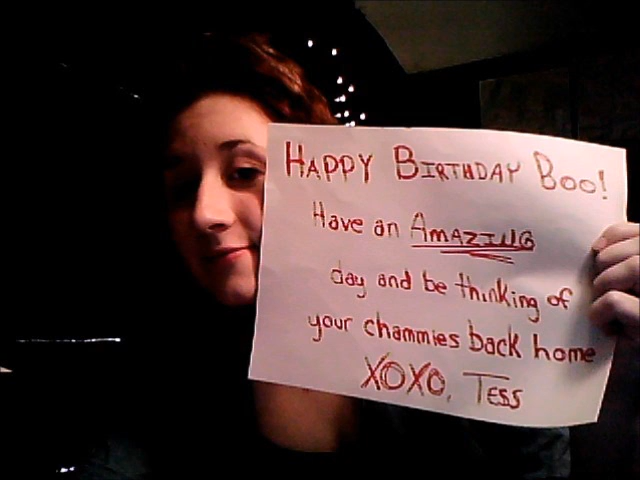 HAPPY BIRTHDAY BOO!
Have an AMAZING
day and be thinking of
your chammies back home
XOXO, TESS